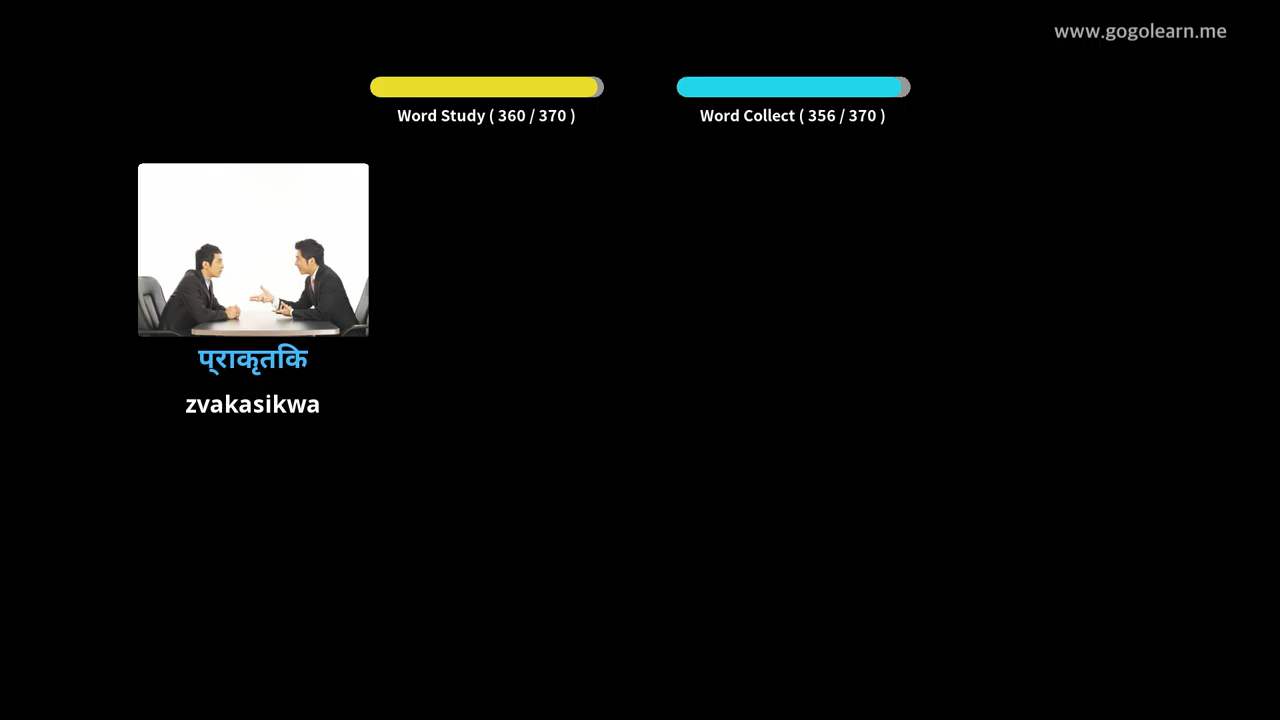 www.gogolearn.me
Word Study ( 360 / 370 )
Word Collect ( 356 / 370 )
प्राकृतकि
zvakasikwa